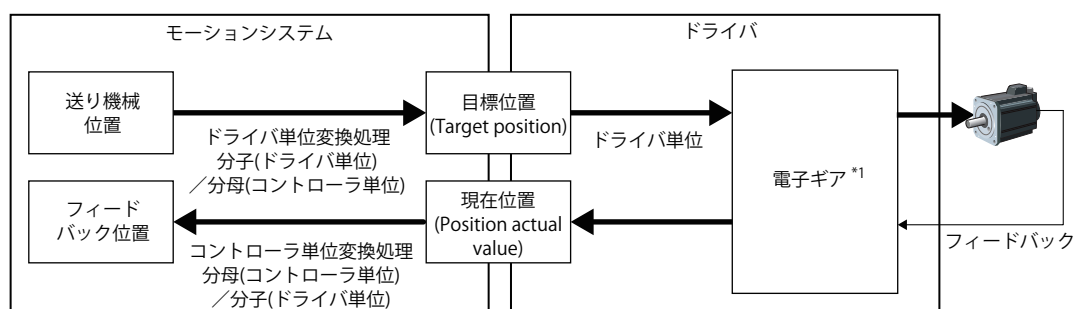 モーションシステム
ドライバ
送り機械
位置
ドライバ単位変換処理
分子(ドライバ単位)
／分母(コントローラ単位)
目標位置
(Target position)
ドライバ単位
電子ギア *1
フィード
バック位置
コントローラ単位変換処理
分母(コントローラ単位)
／分子(ドライバ単位)
現在位置
(Position actual
value)
フィードバック